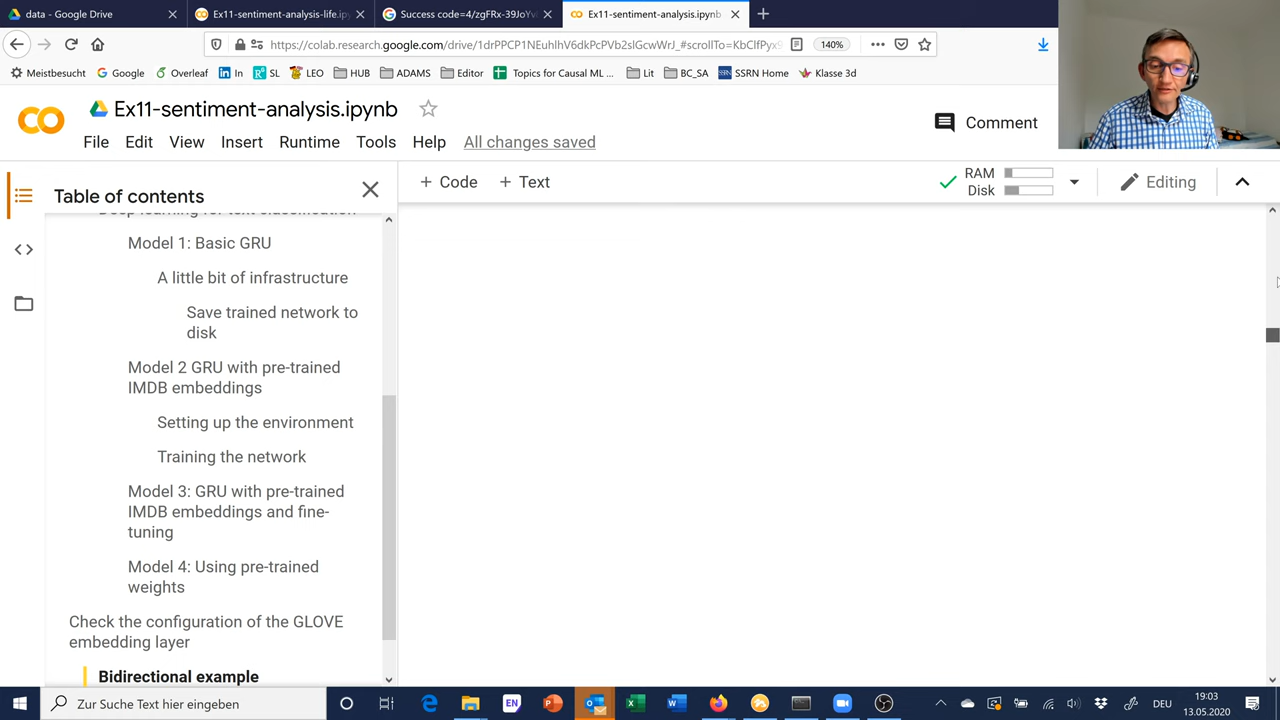 data - Google Drive
Ex11-sentiment-analysis-life.ipynb
Success code=4/zgFRx-39JoYv
Ex11-sentiment-analysis.ipynb
https://colab.research.google.com/drive/1drPPCP1NEuhlhV6dkPcPVb2slGcwWrJ_#scrollTo=KbClfPyx9
140%
Meistbesucht
Google
Overleaf
In
SL
LEO
HUB
ADAMS
Editor
Topics for Causal ML ...
Lit
BC_SA
SSRN Home
Klasse 3d
Ex11-sentiment-analysis.ipynb
File Edit View Insert Runtime Tools Help All changes saved
Comment
Table of contents
+ Code + Text
RAM
Disk
Editing
Deep learning for text classification
Model 1: Basic GRU
A little bit of infrastructure
Save trained network to
disk
Model 2 GRU with pre-trained
IMDB embeddings
Setting up the environment
Training the network
Model 3: GRU with pre-trained
IMDB embeddings and fine-
tuning
Model 4: Using pre-trained
weights
Check the configuration of the GLOVE
embedding layer
Bidirectional example
Zur Suche Text hier eingeben
EN
DEU
19:03
13.05.2020